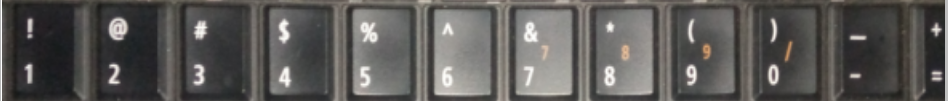 ! @ # $ % ^ & * ( ) _ +
7 8 9 /
1 2 3 4 5 6 7 8 9 0 - =